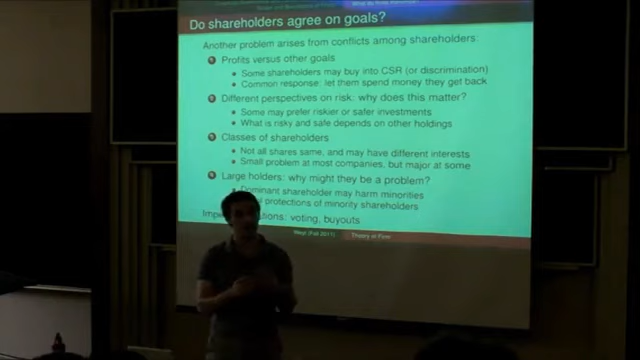 Do shareholders agree on goals?
Another problem arises from conflicts among shareholders:
Profits versus other goals
Some shareholders may buy into CSR (or discrimination)
Common response: let them spend money they get back
Different perspectives on risk: why does this matter?
Some may prefer riskier or safer investments
What is risky and safe depends on other holdings
Classes of shareholders
Not all shares same, and may have different interests
Small problem at most companies, but major at some
Large holders: why might they be a problem?
Dominant shareholder may harm minorities
protections of minority shareholders
voting, buyouts
(Fall 2011) Theory of Firm